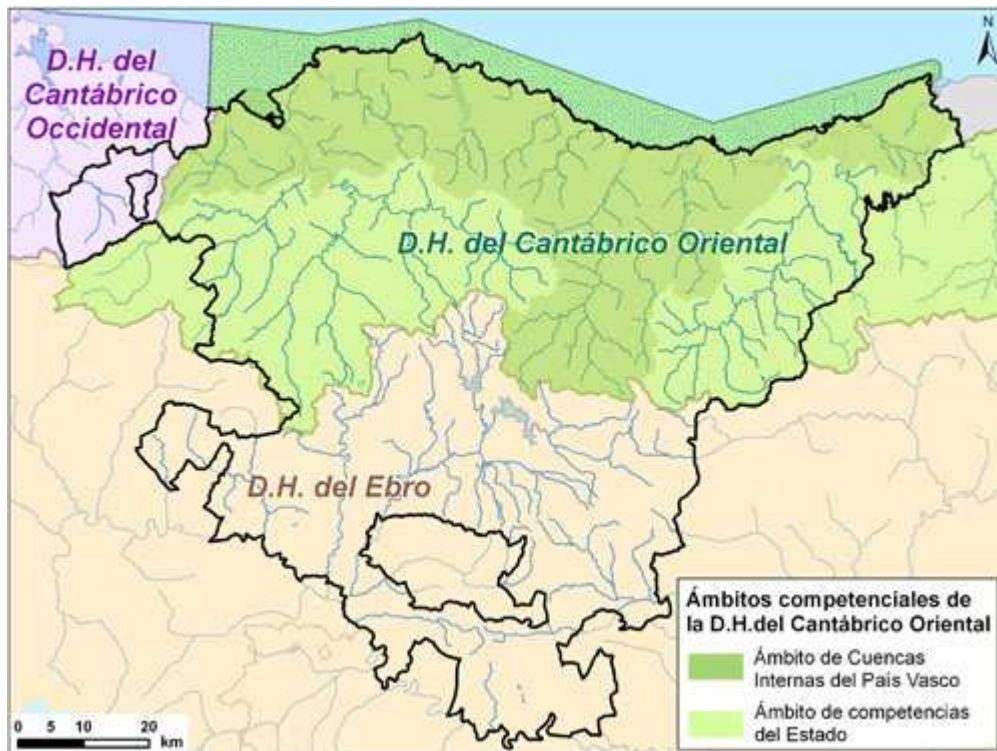 N
D.H. del
Cantábrico
Occidental
D.H. del Cantábrico Oriental
D.H. del Ebro
Ámbitos competenciales de
la D.H.del Cantábrico Oriental
Ámbito de Cuencas
Internas del País Vasco
Ámbito de competencias
del Estado
0 5 10 20
km